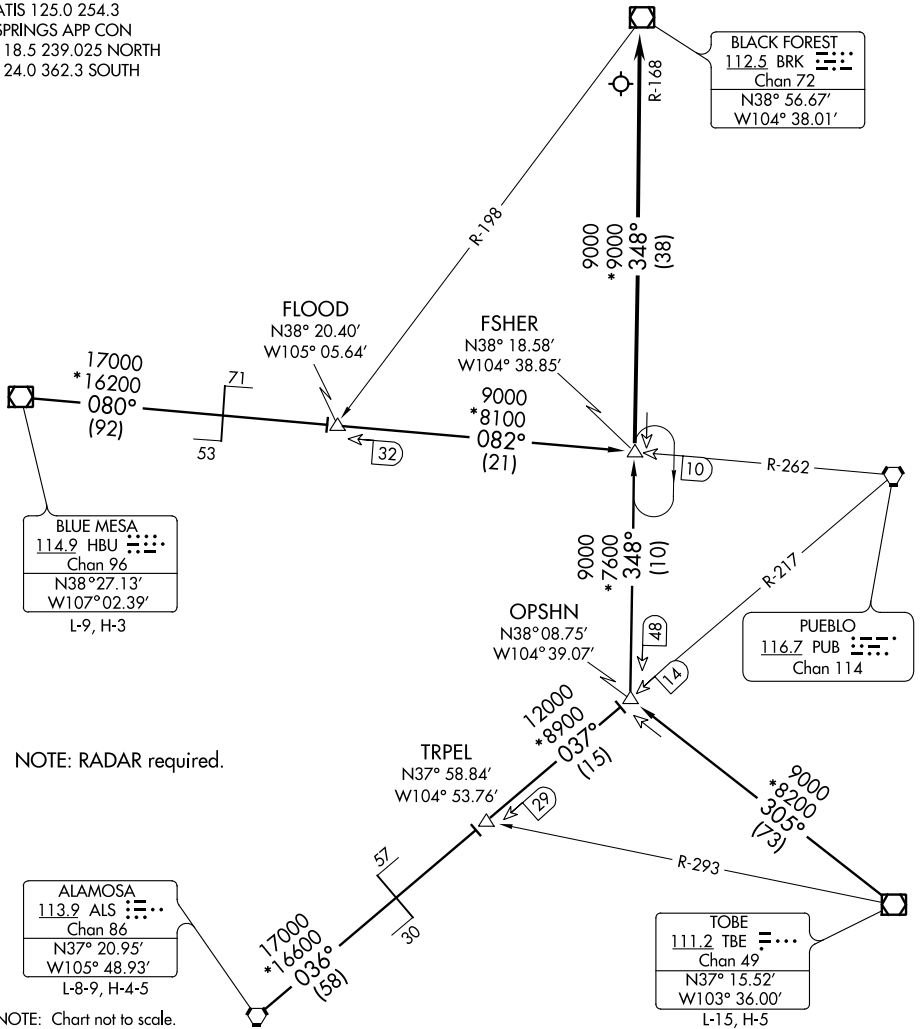 ATIS 125.0 254.3
SPRINGS APP CON
18.5 239.025 NORTH
24.0 362.3 SOUTH
BLACK FOREST
112.5 BRK
Chan 72
N38° 56.67'
W104° 38.01'
R-168
R-198
9000
*9000
348°
(38)
FLOOD
N38° 20.40'
W105° 05.64'
FSHER
N38° 18.58'
W104° 38.85'
17000
*16200
080°
(92)
71
53
32
9000
*8100
082°
(21)
10
R-262
BLUE MESA
114.9 HBU
Chan 96
N38°27.13'
W107°02.39'
L-9, H-3
9000
*7600
348°
(10)
R-217
OPSHN
N38°08.75'
W104°39.07'
48
14
PUEBLO
116.7 PUB
Chan 114
NOTE: RADAR required.
12000
*8900
037°
(15)
TRPEL
N37° 58.84'
W104° 53.76'
29
9000
*8200
305°
(73)
R-293
57
30
ALAMOSA
113.9 ALS
Chan 86
N37° 20.95'
W105° 48.93'
L-8-9, H-4-5
17000
*16600
036°
(58)
TOBE
111.2 TBE
Chan 49
N37° 15.52'
W103° 36.00'
L-15, H-5
NOTE: Chart not to scale.